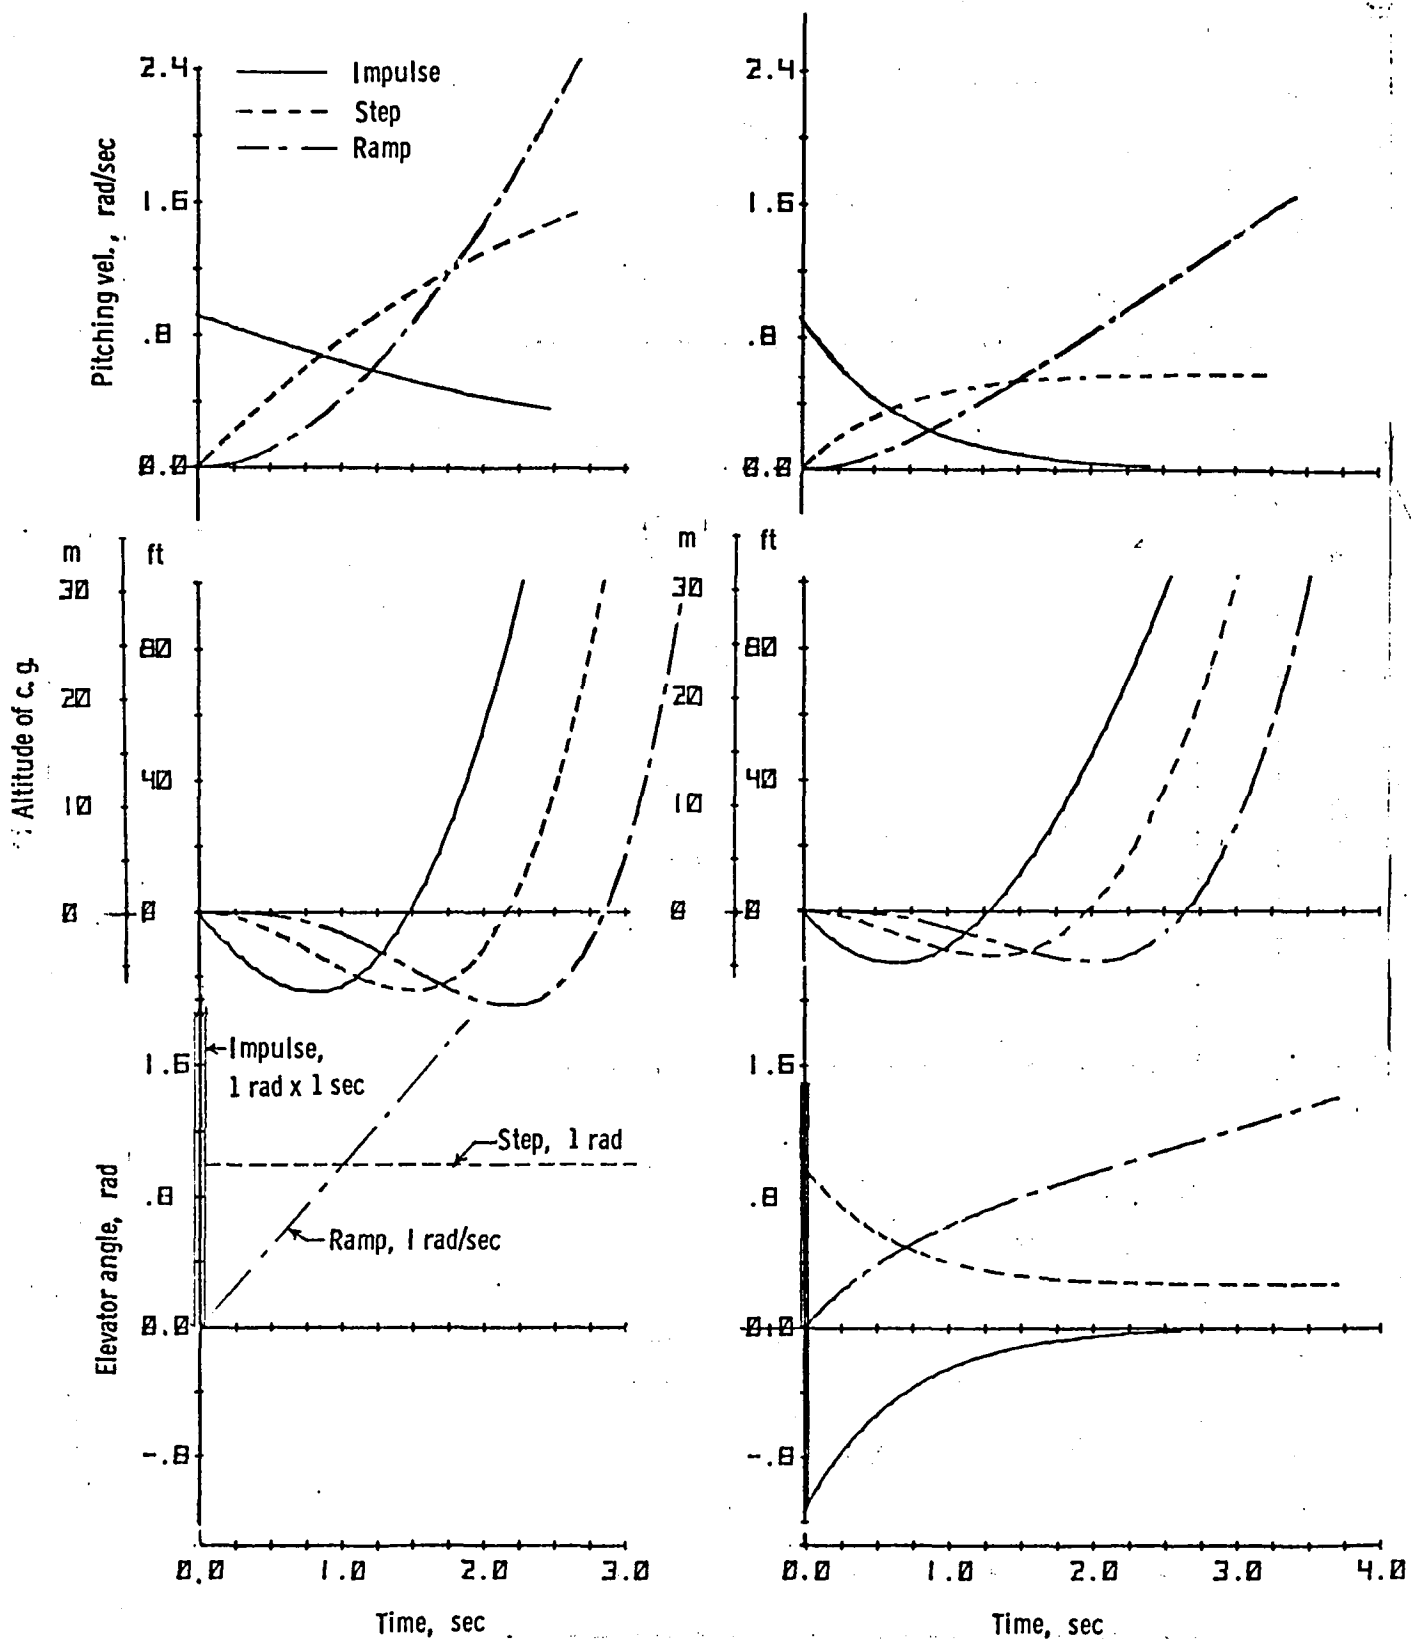 2.4
Impulse
Step
Ramp
1.6
.8
0.0
Pitching vel., rad/sec
2.4
1.6
.8
0.0
m
ft
30
80
20
40
10
0
0
Altitude of c. g.
m
ft
30
80
20
40
10
0
0
Impulse,
1 rad x 1 sec
1.6
Step, 1 rad
.8
Ramp, 1 rad/sec
0.0
-.8
Elevator angle, rad
0.0 1.0 2.0 3.0
Time, sec
1.6
.8
0.0
-.8
0.0 1.0 2.0 3.0 4.0
Time, sec